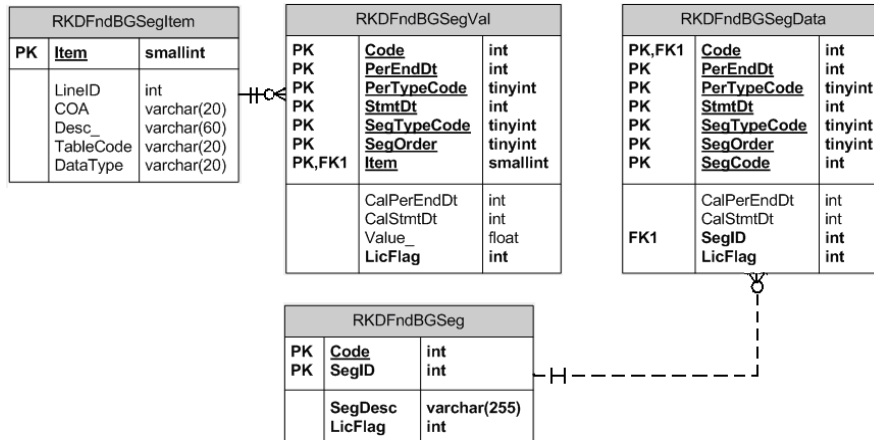 RKDFndBGSegItem
PK Item smallint
LineID int
COA varchar(20)
Desc_ varchar(60)
TableCode varchar(20)
DataType varchar(20)
RKDFndBGSegVal
PK Code int
PK PerEndDt int
PK PerTypeCode tinyint
PK StmtDt int
PK SegTypeCode tinyint
PK SegOrder tinyint
PK,FK1 Item smallint
CalPerEndDt int
CalStmtDt int
Value_ float
LicFlag int
RKDFndBGSegData
PK,FK1 Code int
PK PerEndDt int
PK PerTypeCode tinyint
PK StmtDt int
PK SegTypeCode tinyint
PK SegOrder tinyint
PK SegCode int
CalPerEndDt int
CalStmtDt int
FK1 SegID int
LicFlag int
RKDFndBGSeg
PK Code int
PK SegID int
SegDesc varchar(255)
LicFlag int